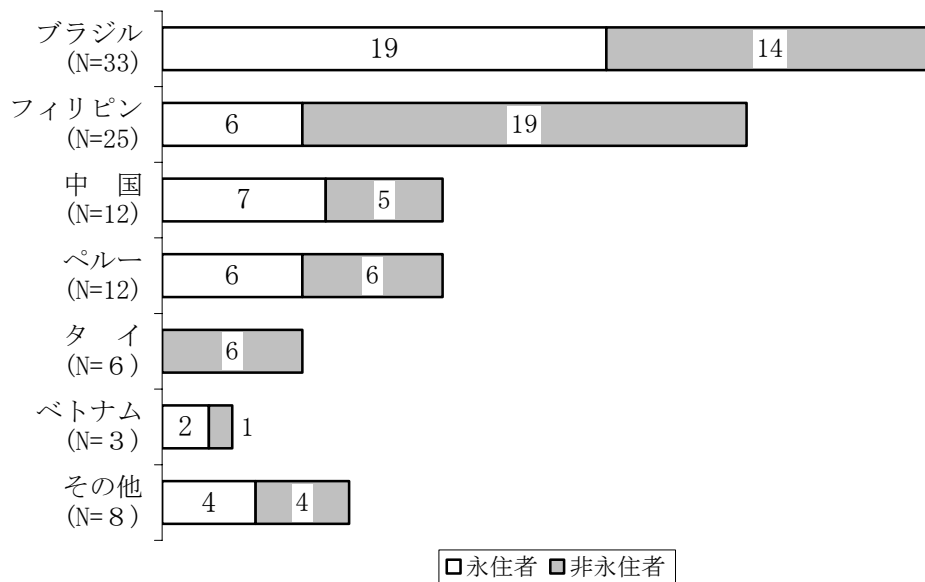 ブラジル
(N=33)
19 14
フィリピン
(N=25)
6 19
中　国
(N=12)
7 5
ペルー
(N=12)
6 6
タ　イ
(N=６)
6
ベトナム
(N=３)
2 1
その他
(N=８)
4 4
永住者 非永住者